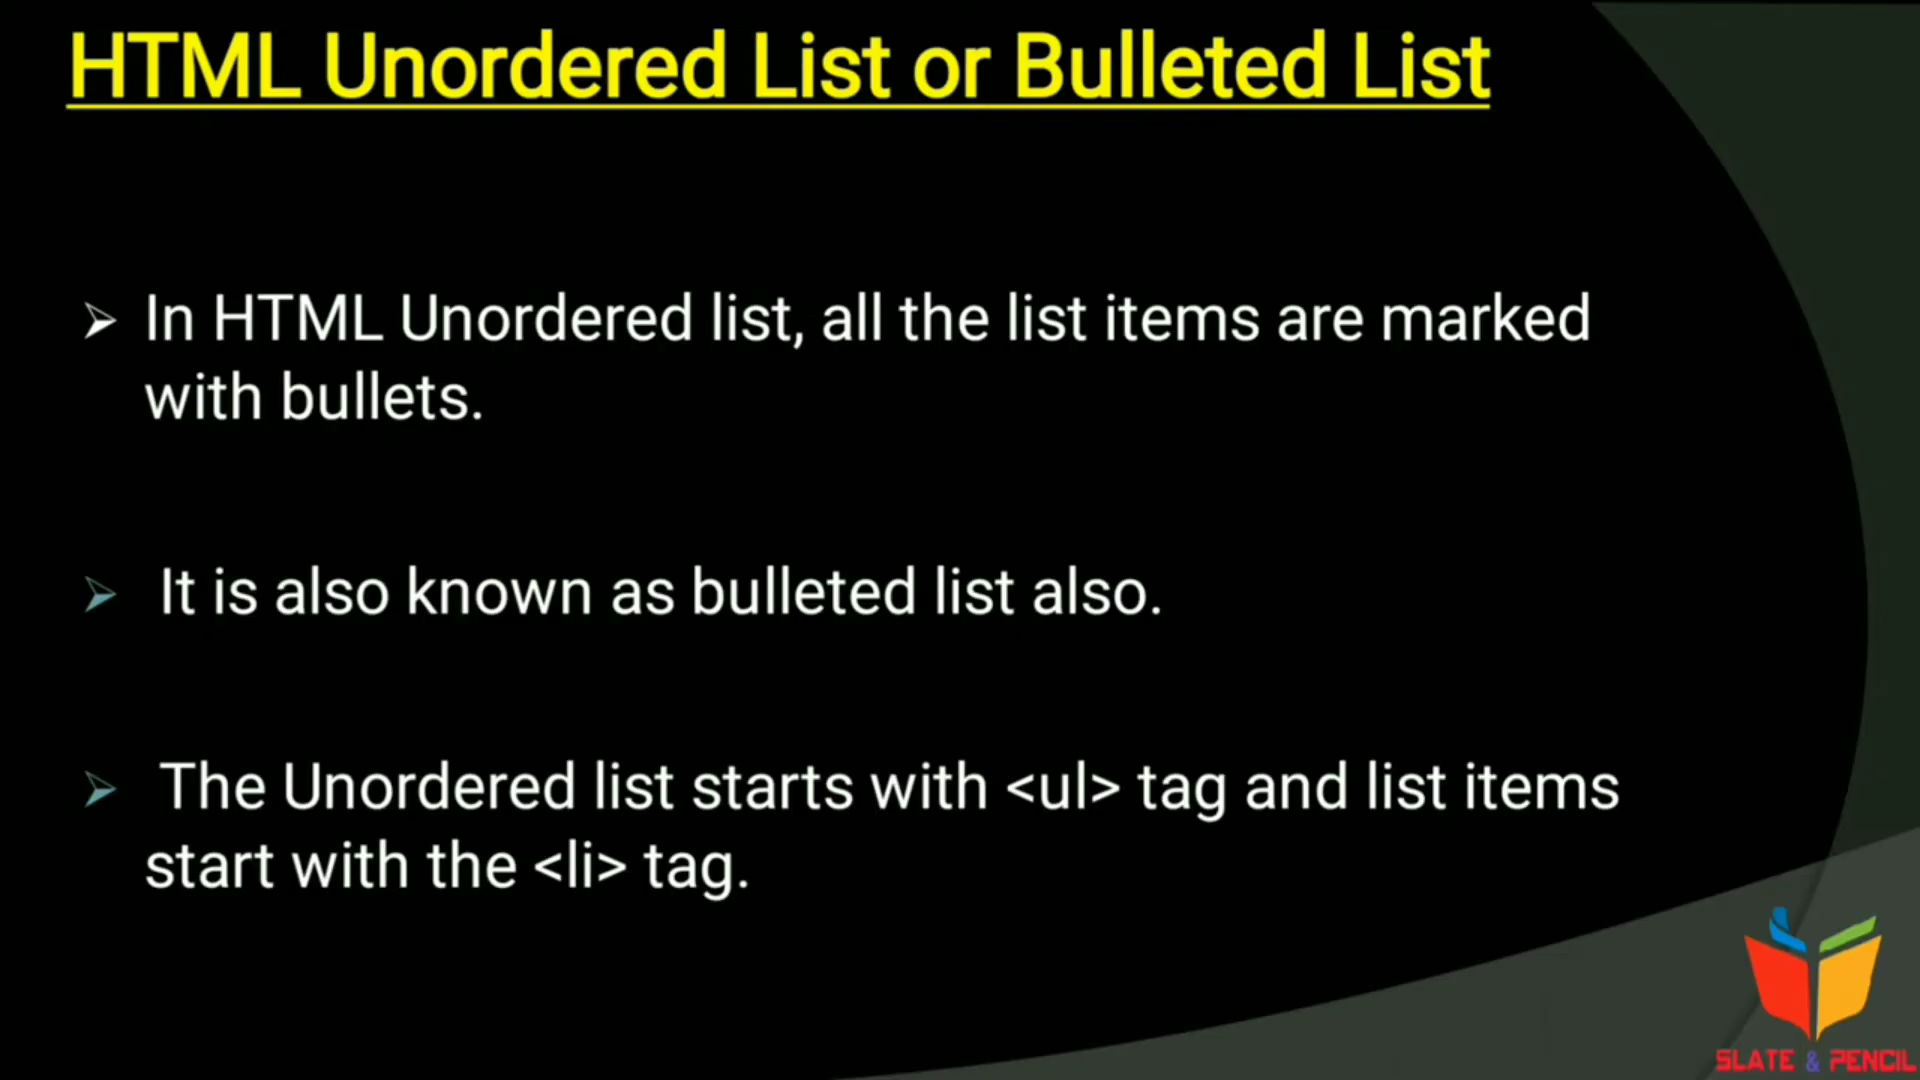 HTML Unordered List or Bulleted List
➢ In HTML Unordered list, all the list items are marked
with bullets.
➢ It is also known as bulleted list also.
➢ The Unordered list starts with <ul> tag and list items
start with the <li> tag.
SLATE & PENCIL